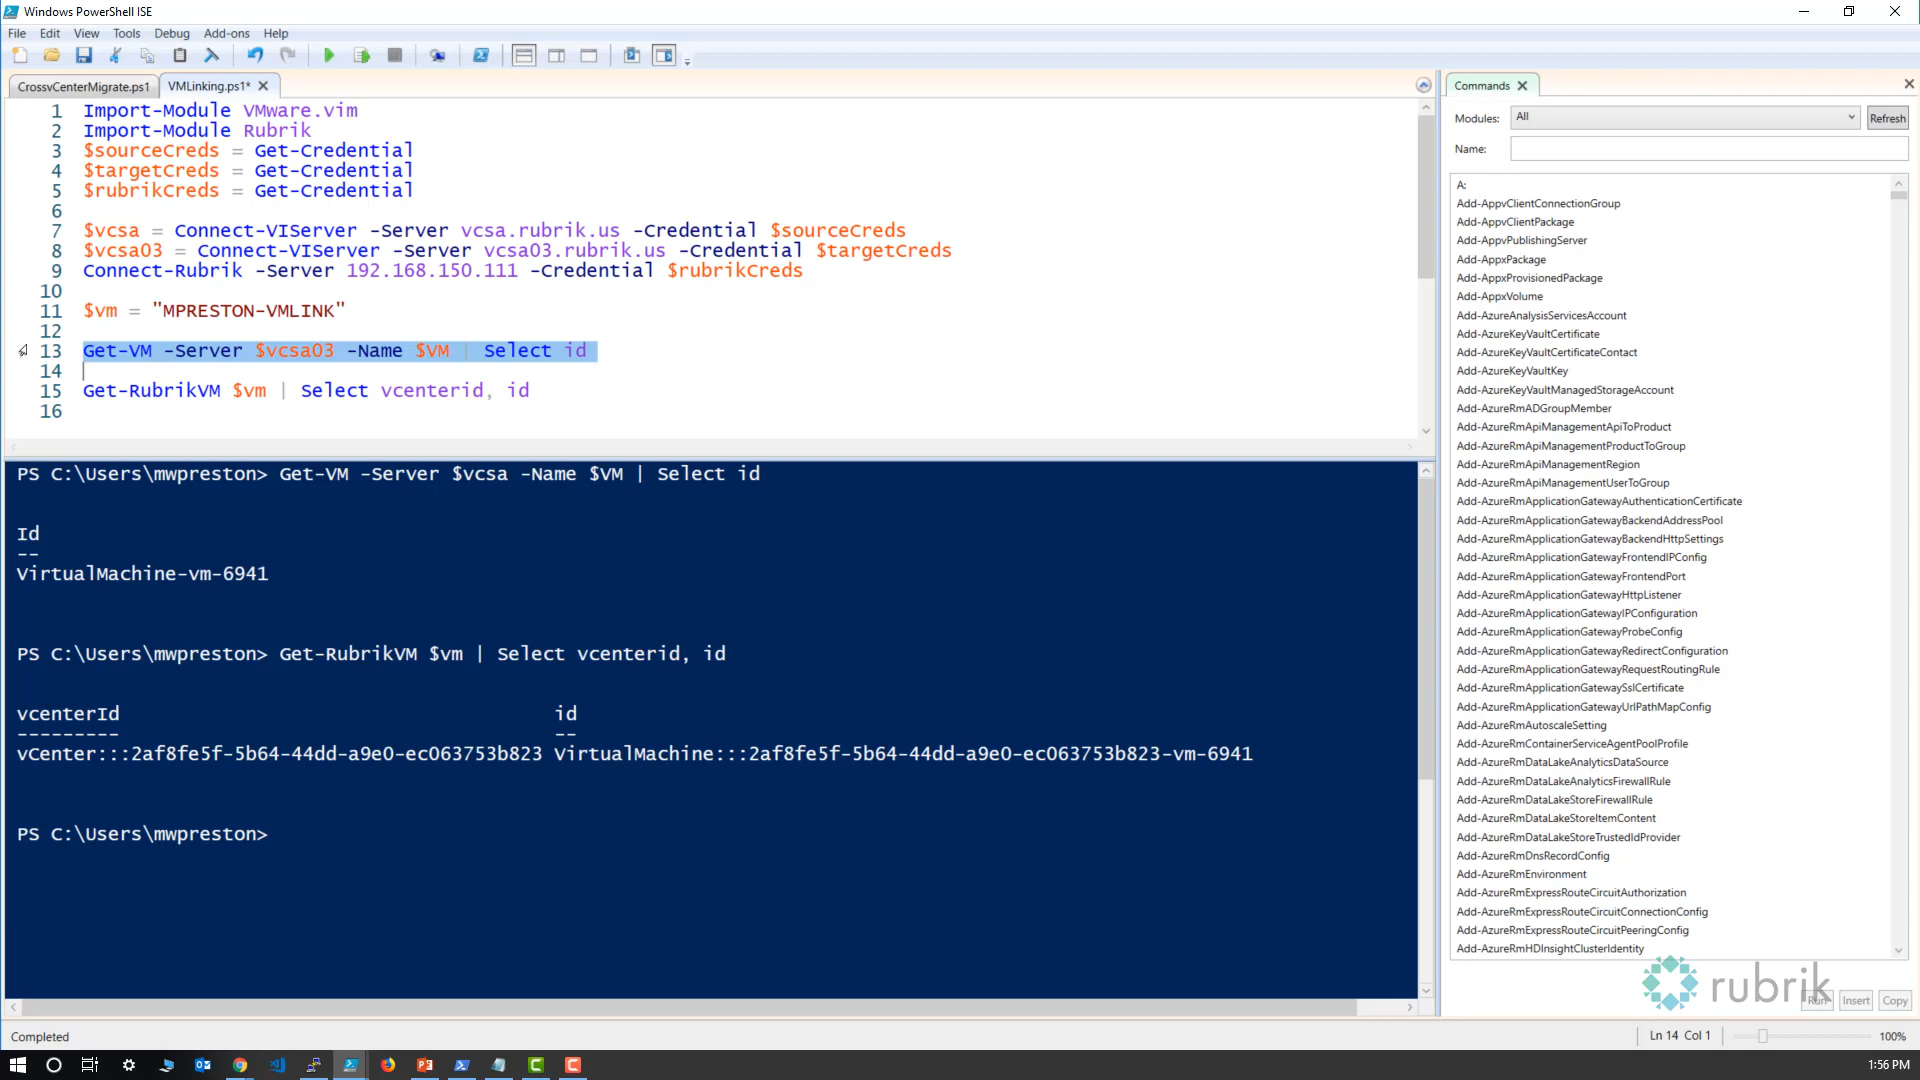 Windows PowerShell ISE
File Edit View Tools Debug Add-ons Help
CrossvCenterMigrate.ps1 VMLinking.ps1*
1 Import-Module VMware.vim
2 Import-Module Rubrik
3 $sourceCreds = Get-Credential
4 $targetCreds = Get-Credential
5 $rubrikCreds = Get-Credential
6
7 $vcsa = Connect-VIServer -Server vcsa.rubrik.us -Credential $sourceCreds
8 $vcsa03 = Connect-VIServer -Server vcsa03.rubrik.us -Credential $targetCreds
9 Connect-Rubrik -Server 192.168.150.111 -Credential $rubrikCreds
10
11 $vm = "MPRESTON-VMLINK"
12
13 Get-VM -Server $vcsa03 -Name $VM | Select id
14
15 Get-RubrikVM $vm | Select vcenterid, id
16
PS C:\Users\mwpreston> Get-VM -Server $vcsa -Name $VM | Select id
Id
--
VirtualMachine-vm-6941
PS C:\Users\mwpreston> Get-RubrikVM $vm | Select vcenterid, id
vcenterId id
--------- --
vCenter:::2af8fe5f-5b64-44dd-a9e0-ec063753b823 VirtualMachine:::2af8fe5f-5b64-44dd-a9e0-ec063753b823-vm-6941
PS C:\Users\mwpreston>
Commands
Modules: All Refresh
Name:
A:
Add-AppvClientConnectionGroup
Add-AppvClientPackage
Add-AppvPublishingServer
Add-AppxPackage
Add-AppxProvisionedPackage
Add-AppxVolume
Add-AzureAnalysisServicesAccount
Add-AzureKeyVaultCertificate
Add-AzureKeyVaultCertificateContact
Add-AzureKeyVaultKey
Add-AzureKeyVaultManagedStorageAccount
Add-AzureRmADGroupMember
Add-AzureRmApiManagementApiToProduct
Add-AzureRmApiManagementProductToGroup
Add-AzureRmApiManagementRegion
Add-AzureRmApiManagementUserToGroup
Add-AzureRmApplicationGatewayAuthenticationCertificate
Add-AzureRmApplicationGatewayBackendAddressPool
Add-AzureRmApplicationGatewayBackendHttpSettings
Add-AzureRmApplicationGatewayFrontendIPConfig
Add-AzureRmApplicationGatewayFrontendPort
Add-AzureRmApplicationGatewayHttpListener
Add-AzureRmApplicationGatewayIPConfiguration
Add-AzureRmApplicationGatewayProbeConfig
Add-AzureRmApplicationGatewayRedirectConfiguration
Add-AzureRmApplicationGatewayRequestRoutingRule
Add-AzureRmApplicationGatewaySslCertificate
Add-AzureRmApplicationGatewayUrlPathMapConfig
Add-AzureRmAutoscaleSetting
Add-AzureRmContainerServiceAgentPoolProfile
Add-AzureRmDataLakeAnalyticsDataSource
Add-AzureRmDataLakeAnalyticsFirewallRule
Add-AzureRmDataLakeStoreFirewallRule
Add-AzureRmDataLakeStoreItemContent
Add-AzureRmDataLakeStoreTrustedIdProvider
Add-AzureRmDnsRecordConfig
Add-AzureRmEnvironment
Add-AzureRmExpressRouteCircuitAuthorization
Add-AzureRmExpressRouteCircuitConnectionConfig
Add-AzureRmExpressRouteCircuitPeeringConfig
Add-AzureRmHDInsightClusterIdentity
rubrik
Run Insert Copy
Completed Ln 14 Col 1 100%
1:56 PM